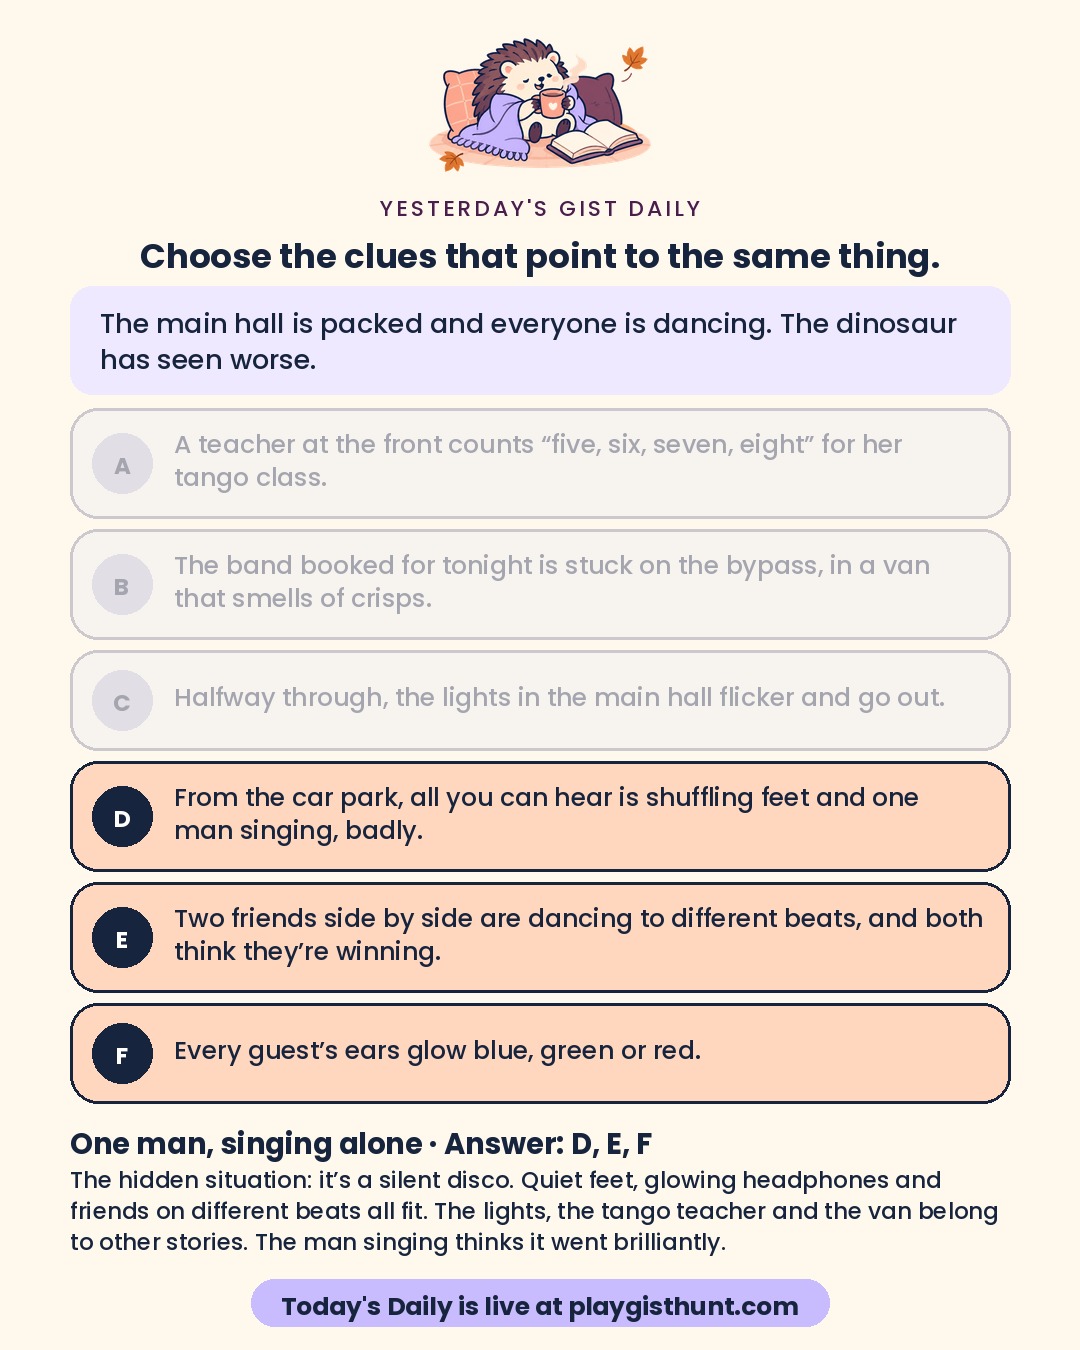 YESTERDAY'S GIST DAILY
Choose the clues that point to the same thing.
The main hall is packed and everyone is dancing. The dinosaur
has seen worse.
A
A teacher at the front counts “five, six, seven, eight” for her
tango class.
B
The band booked for tonight is stuck on the bypass, in a van
that smells of crisps.
C
Halfway through, the lights in the main hall flicker and go out.
D
From the car park, all you can hear is shuffling feet and one
man singing, badly.
E
Two friends side by side are dancing to different beats, and both
think they’re winning.
F
Every guest’s ears glow blue, green or red.
One man, singing alone · Answer: D, E, F
The hidden situation: it’s a silent disco. Quiet feet, glowing headphones and
friends on different beats all fit. The lights, the tango teacher and the van belong
to other stories. The man singing thinks it went brilliantly.
Today's Daily is live at playgisthunt.com